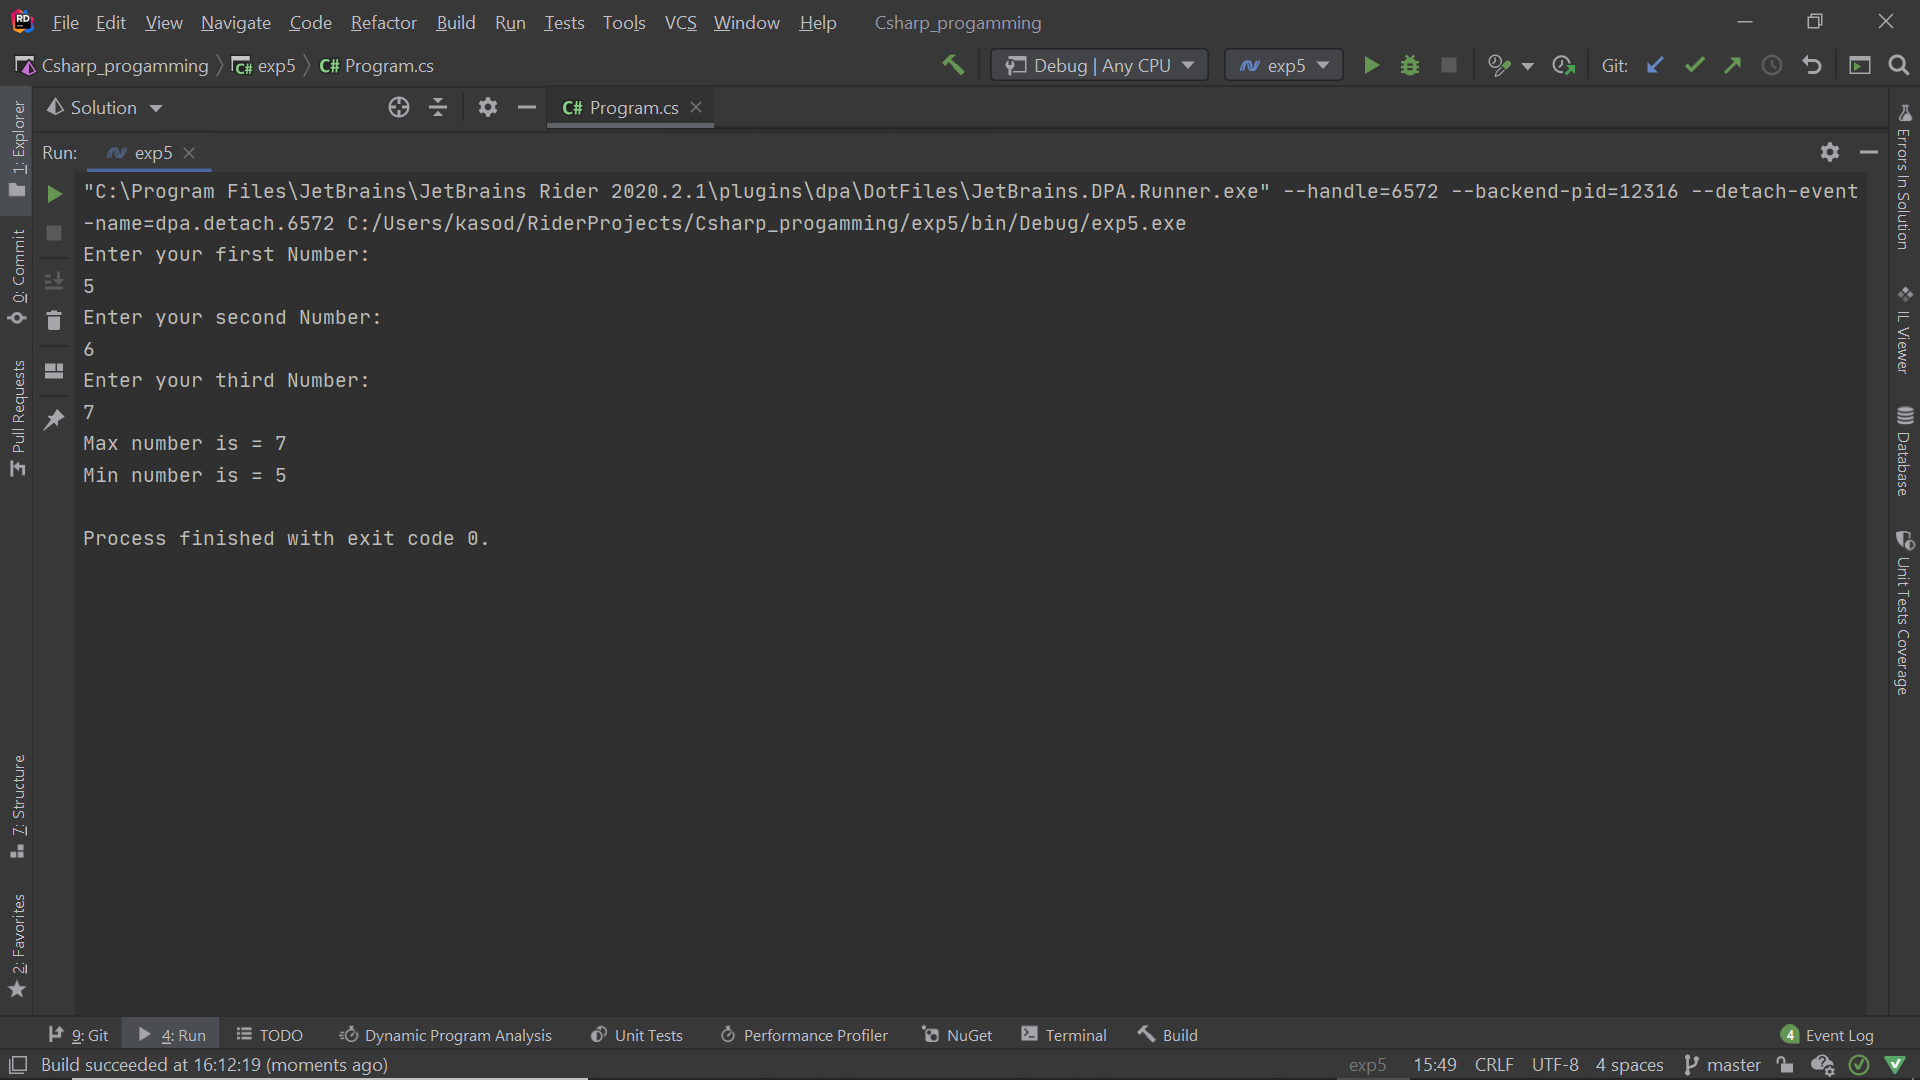 File Edit View Navigate Code Refactor Build Run Tests Tools VCS Window Help Csharp_progamming
Csharp_progamming exp5 C# Program.cs Debug | Any CPU exp5 Git:
Solution C# Program.cs
Run: exp5
"C:\Program Files\JetBrains\JetBrains Rider 2020.2.1\plugins\dpa\DotFiles\JetBrains.DPA.Runner.exe" --handle=6572 --backend-pid=12316 --detach-event
-name=dpa.detach.6572 C:/Users/kasod/RiderProjects/Csharp_progamming/exp5/bin/Debug/exp5.exe
Enter your first Number:
5
Enter your second Number:
6
Enter your third Number:
7
Max number is = 7
Min number is = 5
Process finished with exit code 0.
1: Explorer
0: Commit
Pull Requests
7: Structure
2: Favorites
Errors In Solution
IL Viewer
Database
Unit Tests Coverage
9: Git 4: Run TODO Dynamic Program Analysis Unit Tests Performance Profiler NuGet Terminal Build 4 Event Log
Build succeeded at 16:12:19 (moments ago) exp5 15:49 CRLF UTF-8 4 spaces master